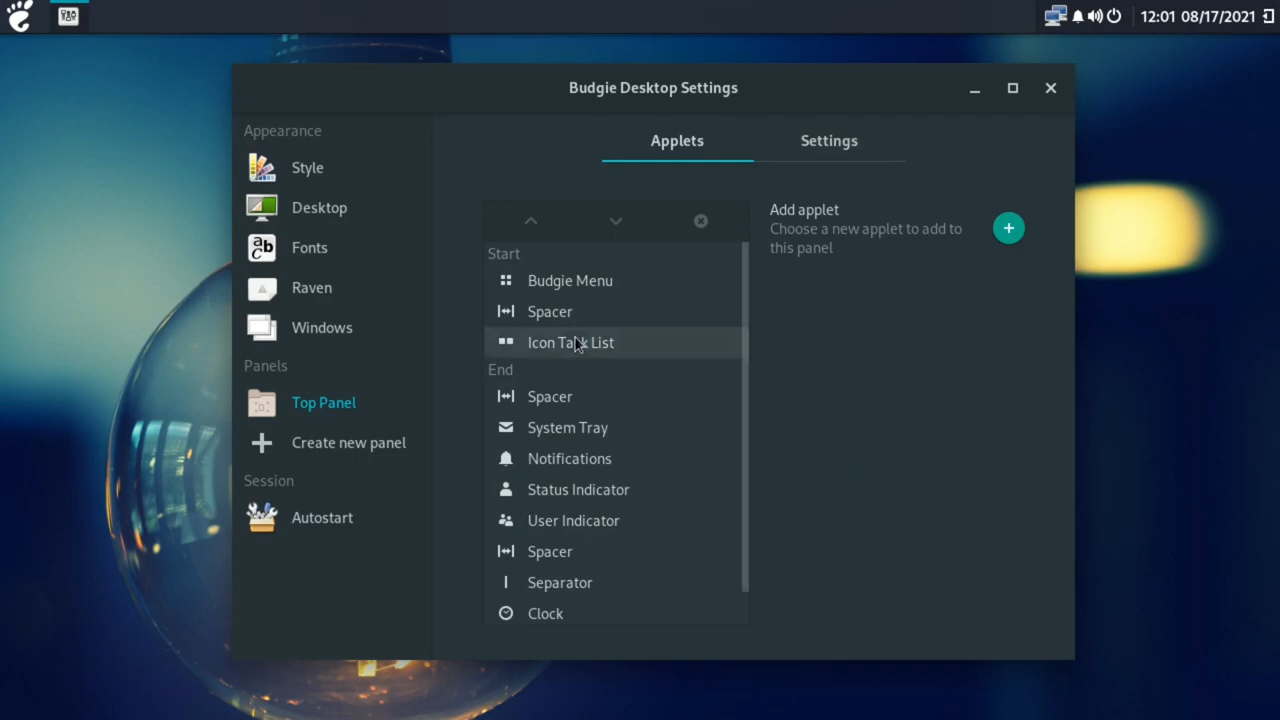 12:01 08/17/2021
Budgie Desktop Settings
Appearance
Style
Desktop
Fonts
Raven
Windows
Panels
Top Panel
Create new panel
Session
Autostart
Applets
Settings
Start
Budgie Menu
Spacer
Icon Task List
End
Spacer
System Tray
Notifications
Status Indicator
User Indicator
Spacer
Separator
Clock
Add applet
Choose a new applet to add to
this panel